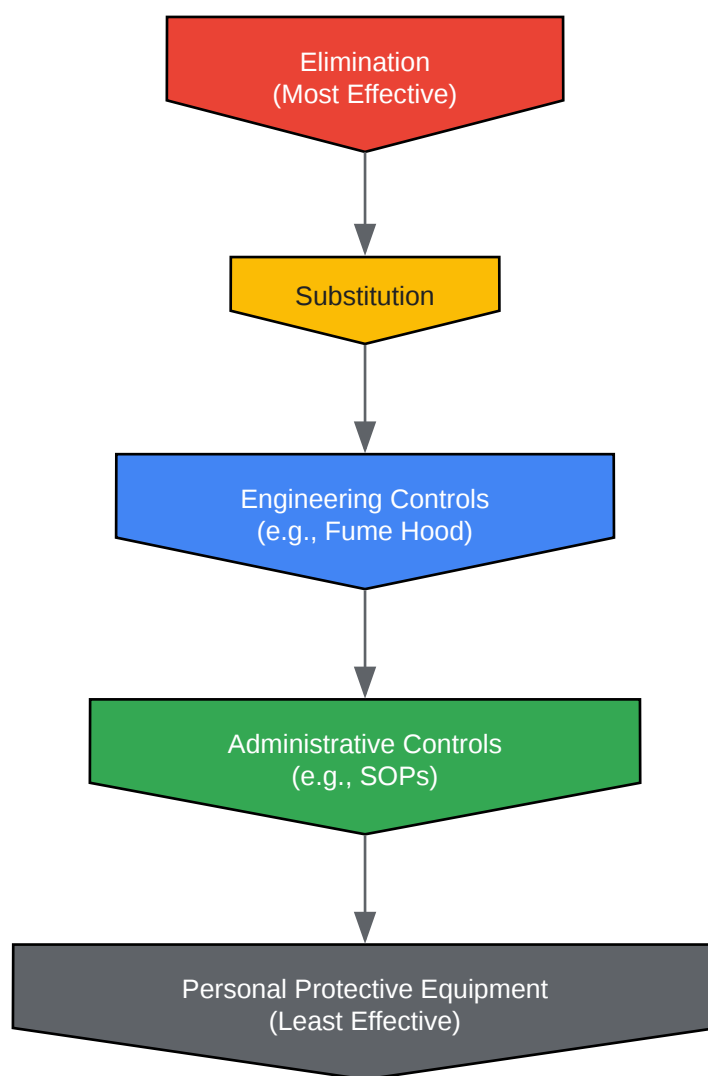 Elimination
(Most Effective)
Substitution
Engineering Controls
(e.g., Fume Hood)
Administrative Controls
(e.g., SOPs)
Personal Protective Equipment
(Least Effective)